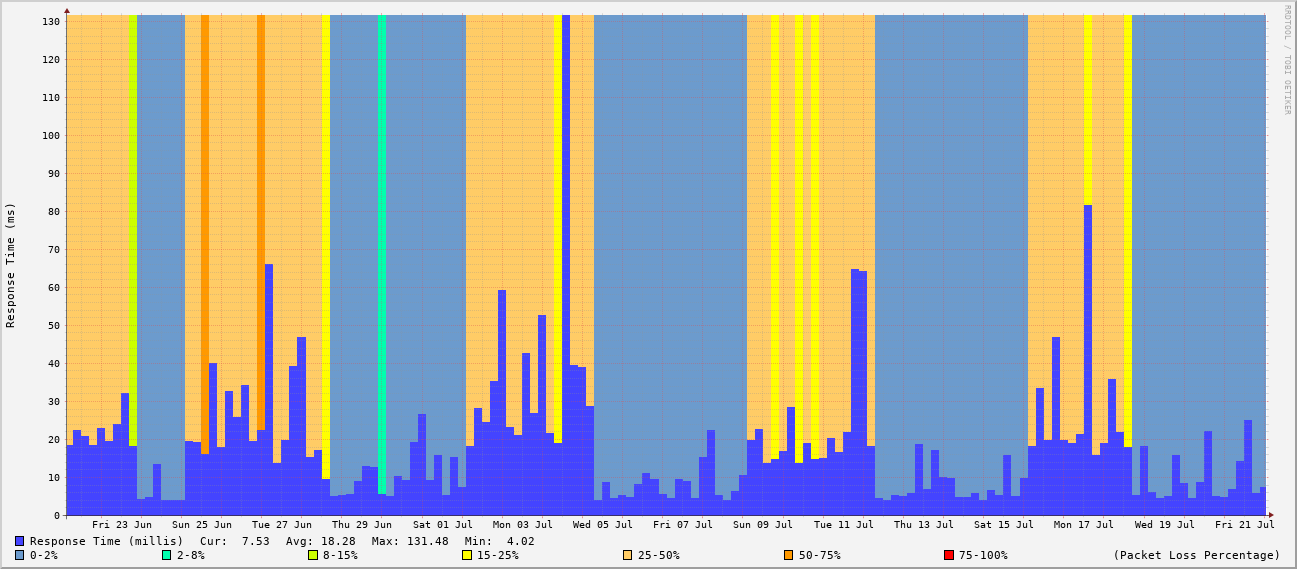 RRDTOOL / TOBI OETIKER
Response Time (ms)
130
120
110
100
90
80
70
60
50
40
30
20
10
0
Fri 23 Jun Sun 25 Jun Tue 27 Jun Thu 29 Jun Sat 01 Jul Mon 03 Jul Wed 05 Jul Fri 07 Jul Sun 09 Jul Tue 11 Jul Thu 13 Jul Sat 15 Jul Mon 17 Jul Wed 19 Jul Fri 21 Jul
Response Time (millis) Cur: 7.53 Avg: 18.28 Max: 131.48 Min: 4.02
0-2% 2-8% 8-15% 15-25% 25-50% 50-75% 75-100% (Packet Loss Percentage)